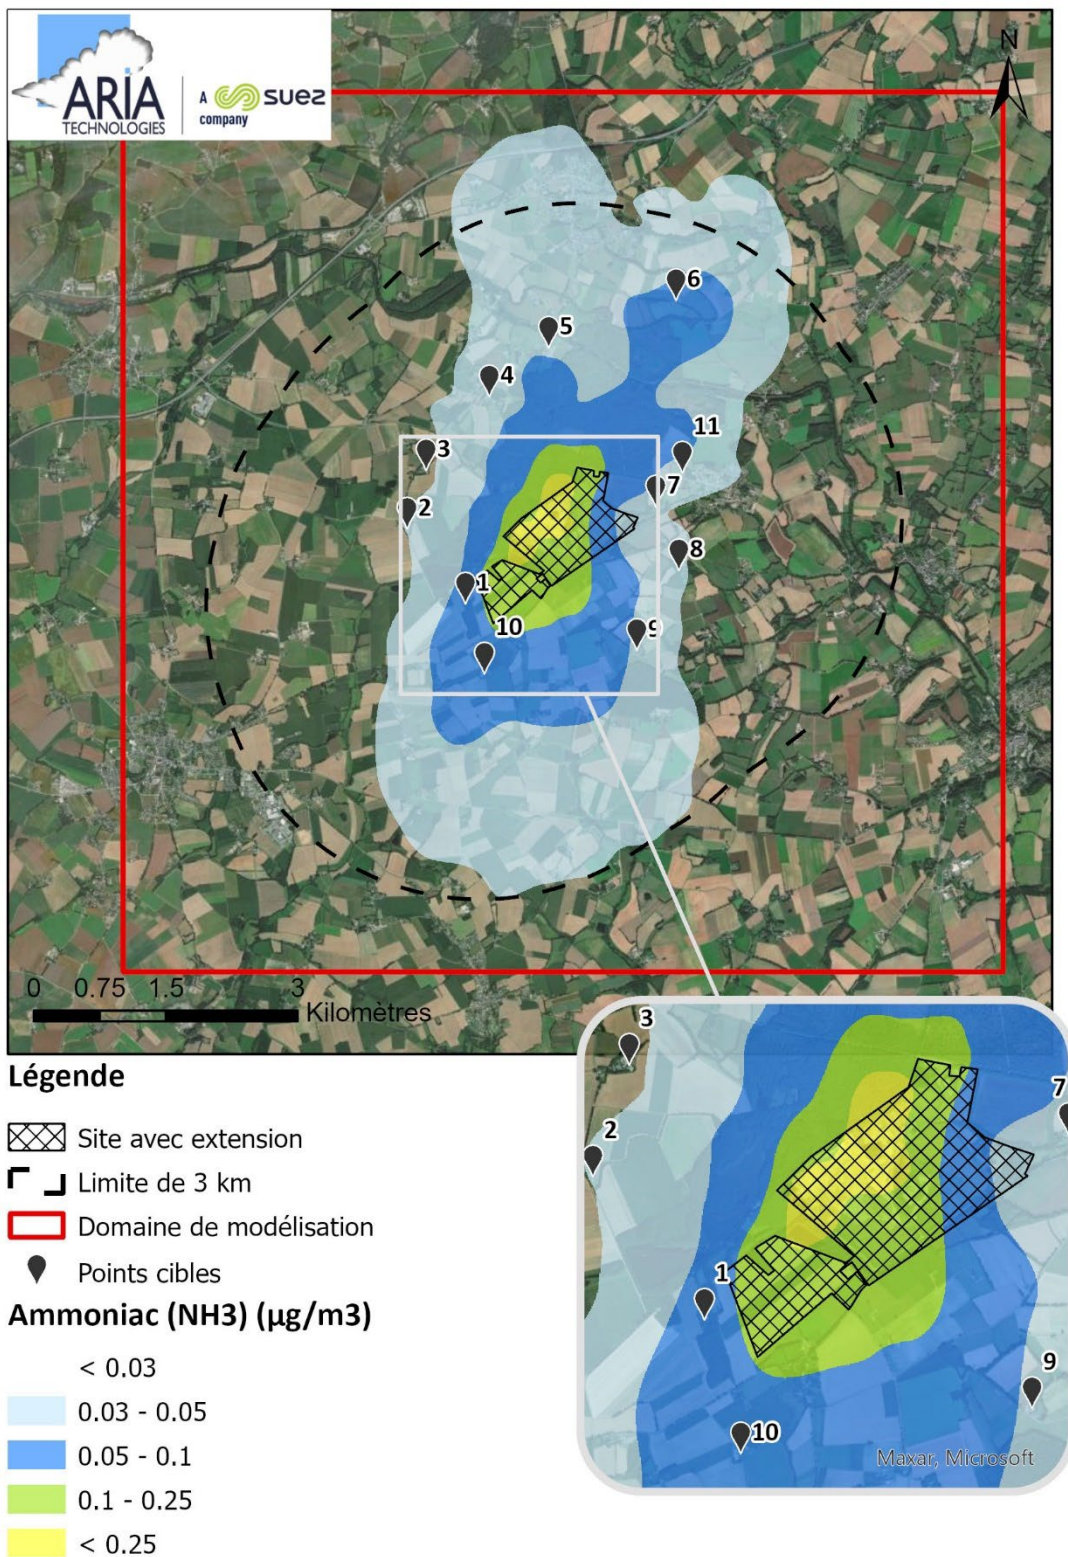 ARIA
TECHNOLOGIES
A
company
suez
N
6
5
4
3
11
2
7
8
1
10
9
0 0.75 1.5 3
Kilomètres
Légende
Site avec extension
Limite de 3 km
Domaine de modélisation
Points cibles
Ammoniac (NH3) (µg/m3)
< 0.03
0.03 - 0.05
0.05 - 0.1
0.1 - 0.25
< 0.25
3
7
2
1
9
10
Maxar, Microsoft